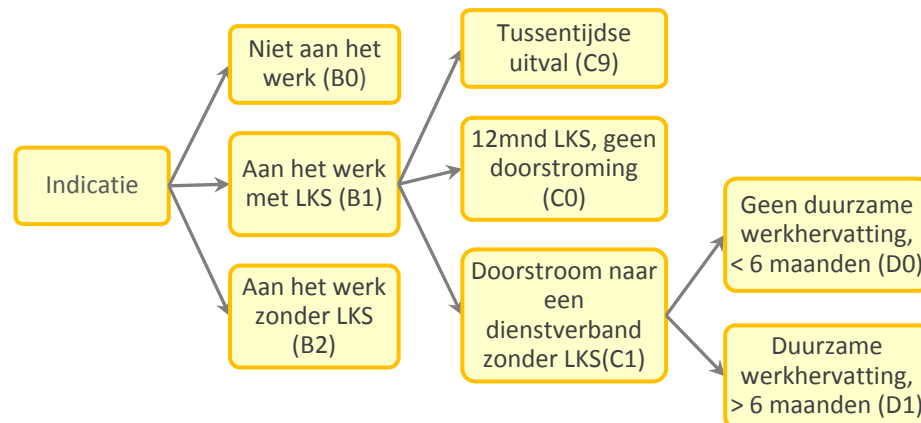 Indicatie
Niet aan het
werk (B0)
Aan het werk
met LKS (B1)
Aan het werk
zonder LKS
(B2)
Tussentijdse
uitval (C9)
12mnd LKS, geen
doorstroming
(C0)
Doorstroom naar
een
dienstverband
zonder LKS(C1)
Geen duurzame
werkhervatting,
< 6 maanden (D0)
Duurzame
werkhervatting,
> 6 maanden (D1)